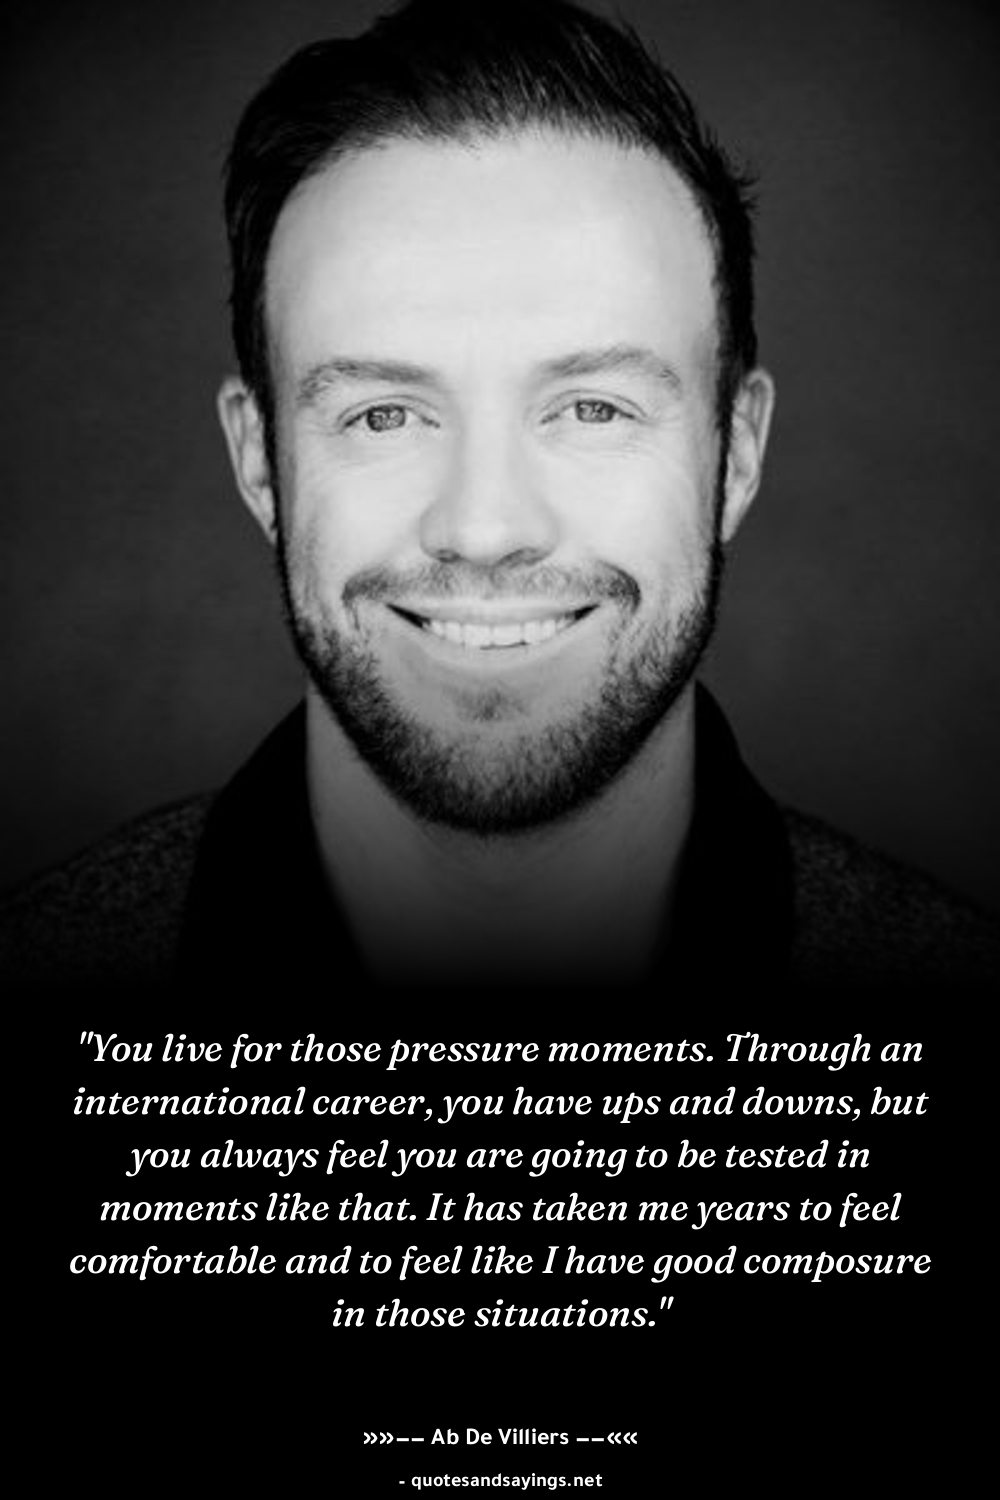 "You live for those pressure moments. Through an
international career, you have ups and downs, but
you always feel you are going to be tested in
moments like that. It has taken me years to feel
comfortable and to feel like I have good composure
in those situations."
»»−− Ab De Villiers −−««
- quotesandsayings.net